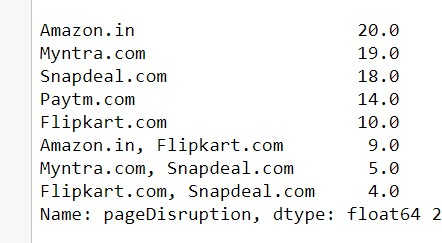 Amazon.in 20.0
Myntra.com 19.0
Snapdeal.com 18.0
Paytm.com 14.0
Flipkart.com 10.0
Amazon.in, Flipkart.com 9.0
Myntra.com, Snapdeal.com 5.0
Flipkart.com, Snapdeal.com 4.0
Name: pageDisruption, dtype: float64 2